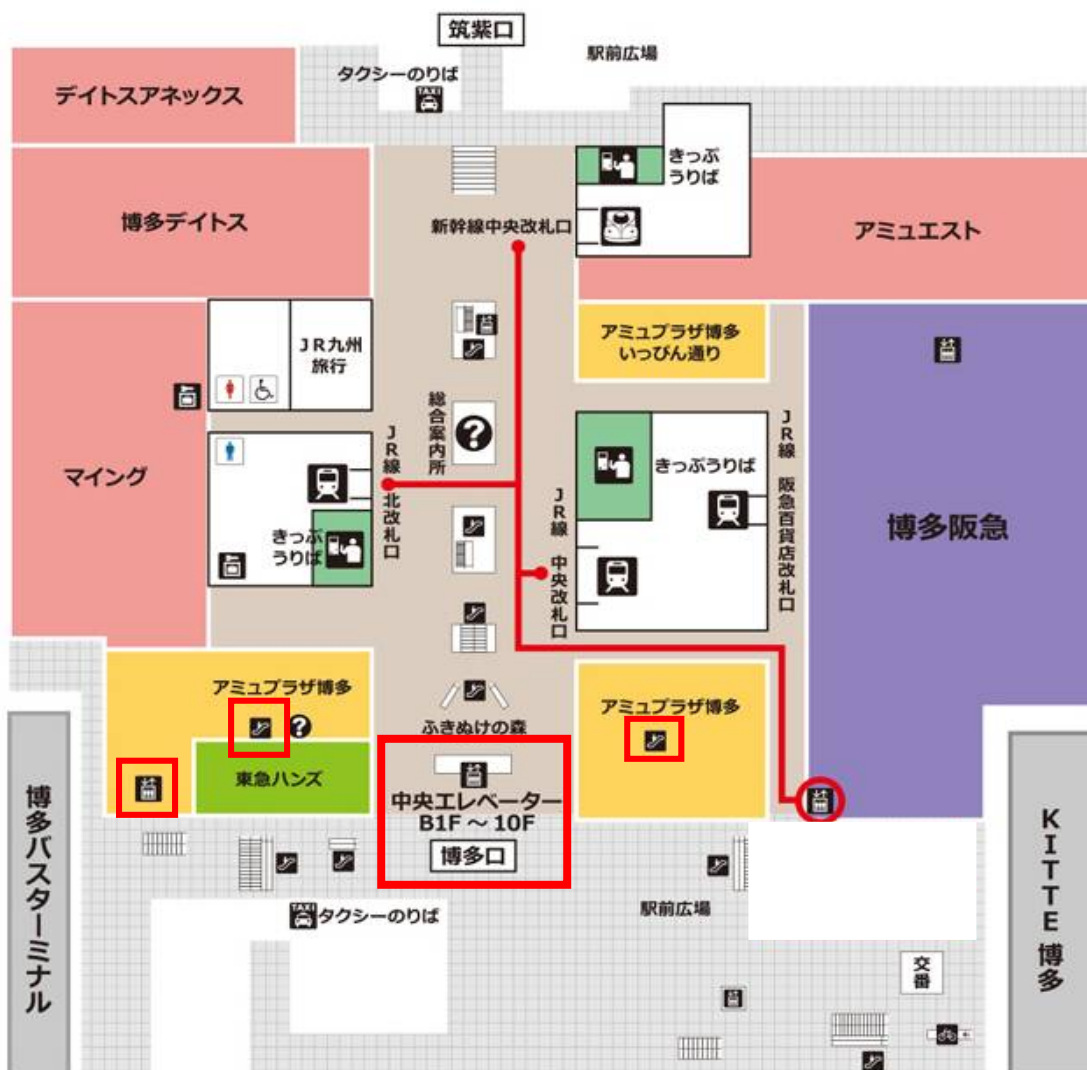 筑紫口
駅前広場
タクシーのりば
TAXI
デイトスアネックス
きっぷ
うりば
博多デイトス
新幹線中央改札口
アミュエスト
アミュプラザ博多
いっぴん通り
JR九州
旅行
総合案内所
?
JR線 北改札口
マイング
きっぷうりば
JR線 阪急百貨店改札口
博多阪急
JR線 中央改札口
きっぷ
うりば
アミュプラザ博多
?
アミュプラザ博多
ふきぬけの森
東急ハンズ
中央エレベーター
B1F ～ 10F
博多口
博多バスターミナル
KITTE 博多
TAXI
タクシーのりば
駅前広場
交番